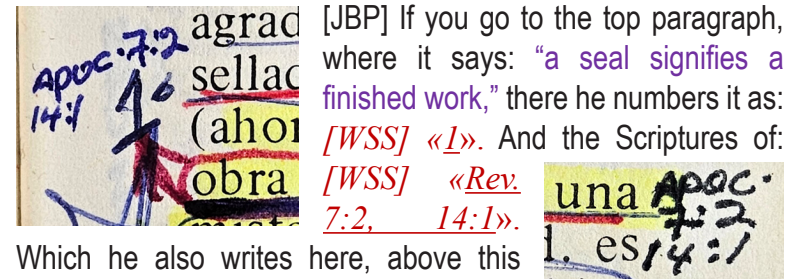 APOC·7:2
14:1
1º
agrad
sellac
(ahor
obra
[JBP] If you go to the top paragraph,
where it says: “a seal signifies a
finished work,” there he numbers it as:
[WSS] «1». And the Scriptures of:
[WSS] «Rev.
7:2, 14:1».
una APOC·
7:2
d. es 14:1
Which he also writes here, above this